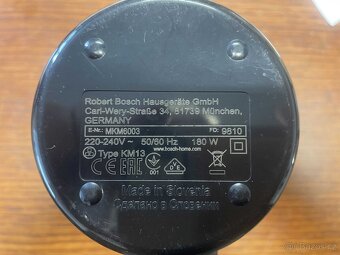 Robert Bosch Hausgeräte GmbH
Carl-Wery-Straße 34, 81739 München,
GERMANY
E-Nr.: MKM6003 FD: 9810
220-240V~ 50/60 Hz 180 W
Type KM13 www.bosch-home.com
Made in Slovenia
Сделано в Словении